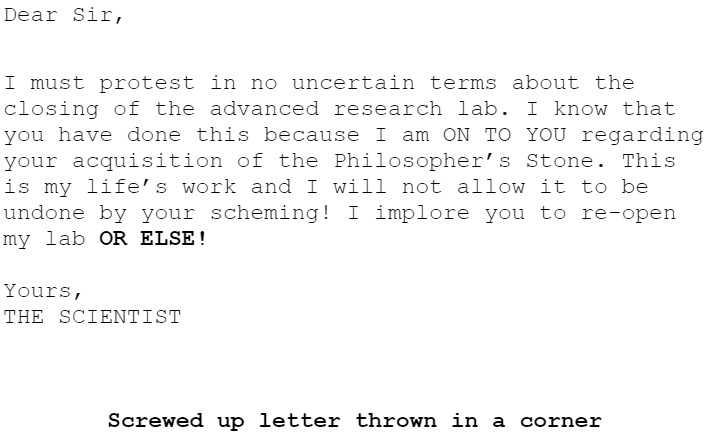 Dear Sir,
I must protest in no uncertain terms about the
closing of the advanced research lab. I know that
you have done this because I am ON TO YOU regarding
your acquisition of the Philosopher’s Stone. This
is my life’s work and I will not allow it to be
undone by your scheming! I implore you to re-open
my lab OR ELSE!
Yours,
THE SCIENTIST
Screwed up letter thrown in a corner